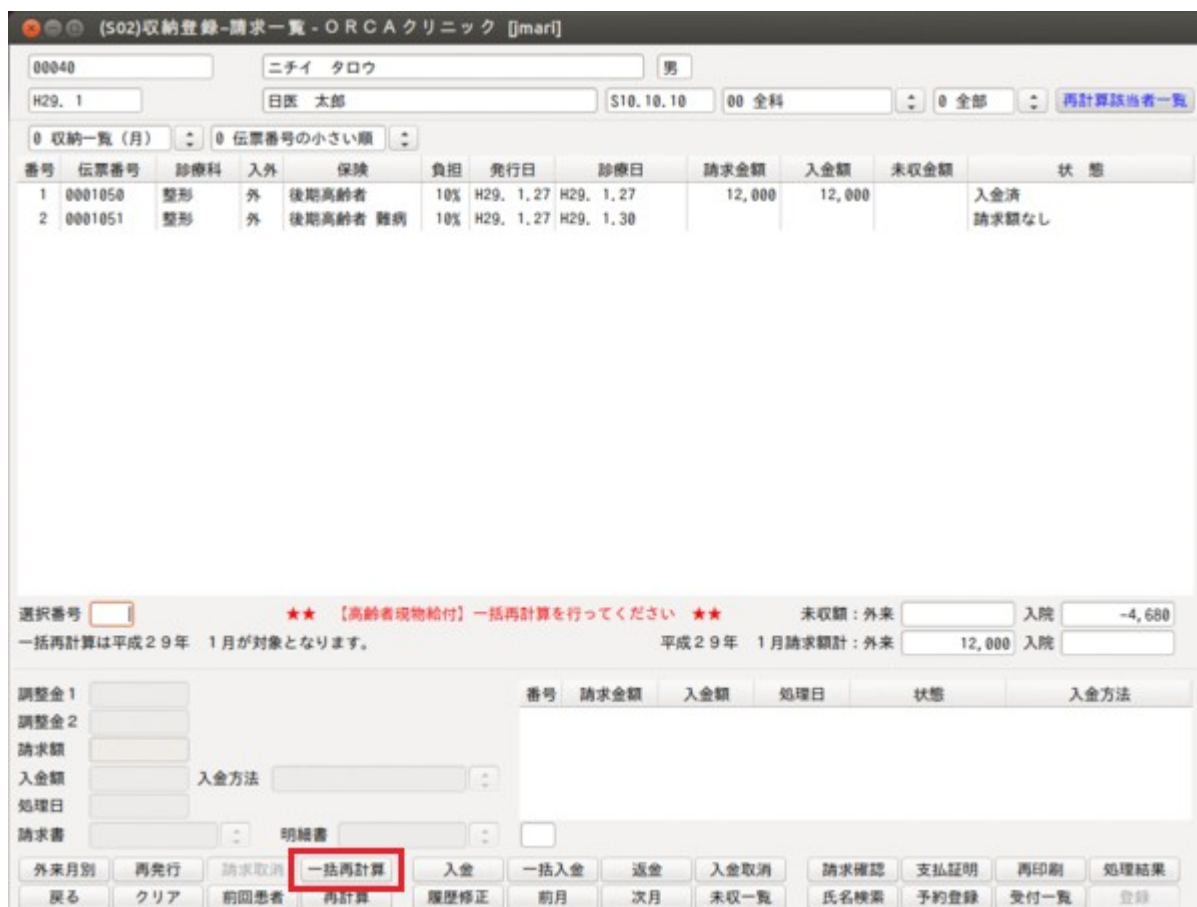 (S02)収納登録-請求一覧 - ＯＲＣＡクリニック [jmari]
00040 ニチイ タロウ 男
H29. 1 日医 太郎 S10.10.10 00 全科 0 全部 再計算該当者一覧
0 収納一覧（月） 0 伝票番号の小さい順
番号 伝票番号 診療科 入外 保険 負担 発行日 診療日 請求金額 入金額 未収金額 状 態
1 0001050 整形 外 後期高齢者 10% H29. 1.27 H29. 1.27 12,000 12,000 入金済
2 0001051 整形 外 後期高齢者 難病 10% H29. 1.27 H29. 1.30 請求額なし
選択番号 ★★ 【高齢者現物給付】一括再計算を行ってください ★★ 未収額：外来 入院 -4,680
一括再計算は平成２９年 １月が対象となります。 平成２９年 １月請求額計：外来 12,000 入院
調整金１ 番号 請求金額 入金額 処理日 状態 入金方法
調整金２
請求額
入金額 入金方法
処理日
請求書 明細書
外来月別 再発行 請求取消 一括再計算 入金 一括入金 返金 入金取消 請求確認 支払証明 再印刷 処理結果
戻る クリア 前回患者 再計算 履歴修正 前月 次月 未収一覧 氏名検索 予約登録 受付一覧 登録